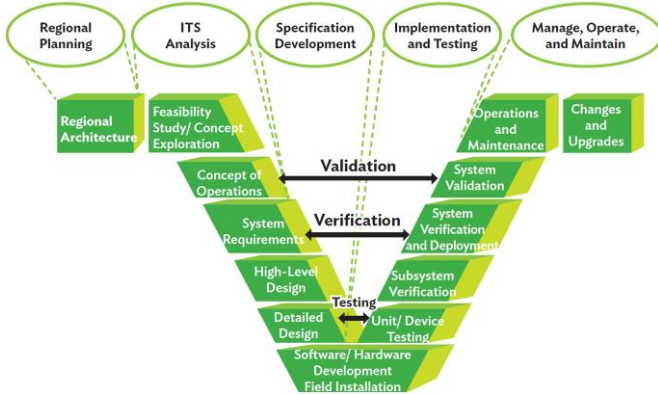 Regional
Planning
ITS
Analysis
Specification
Development
Implementation
and Testing
Manage, Operate,
and Maintain
Regional
Architecture
Feasibility
Study/ Concept
Exploration
Operations
and
Maintenance
Changes
and
Upgrades
Concept of
Operations
Validation
System
Validation
System
Requirements
Verification
System
Verification
and Deployment
High-Level
Design
Subsystem
Verification
Detailed
Design
Testing
Unit/ Device
Testing
Software/ Hardware
Development
Field Installation